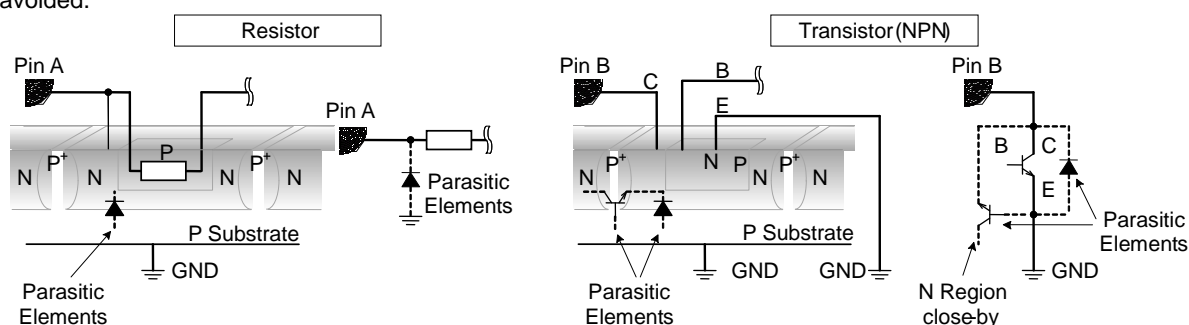 avoided.
Resistor
Transistor (NPN)
Pin A
Pin A
P
N
P+
N
N
P+
N
Parasitic
Elements
P Substrate
GND
Parasitic
Elements
Pin B
C
B
E
N
P+
N
P
N
P+
N
P Substrate
GND
GND
Parasitic
Elements
Pin B
B
C
E
Parasitic
Elements
GND
N Region
close-by